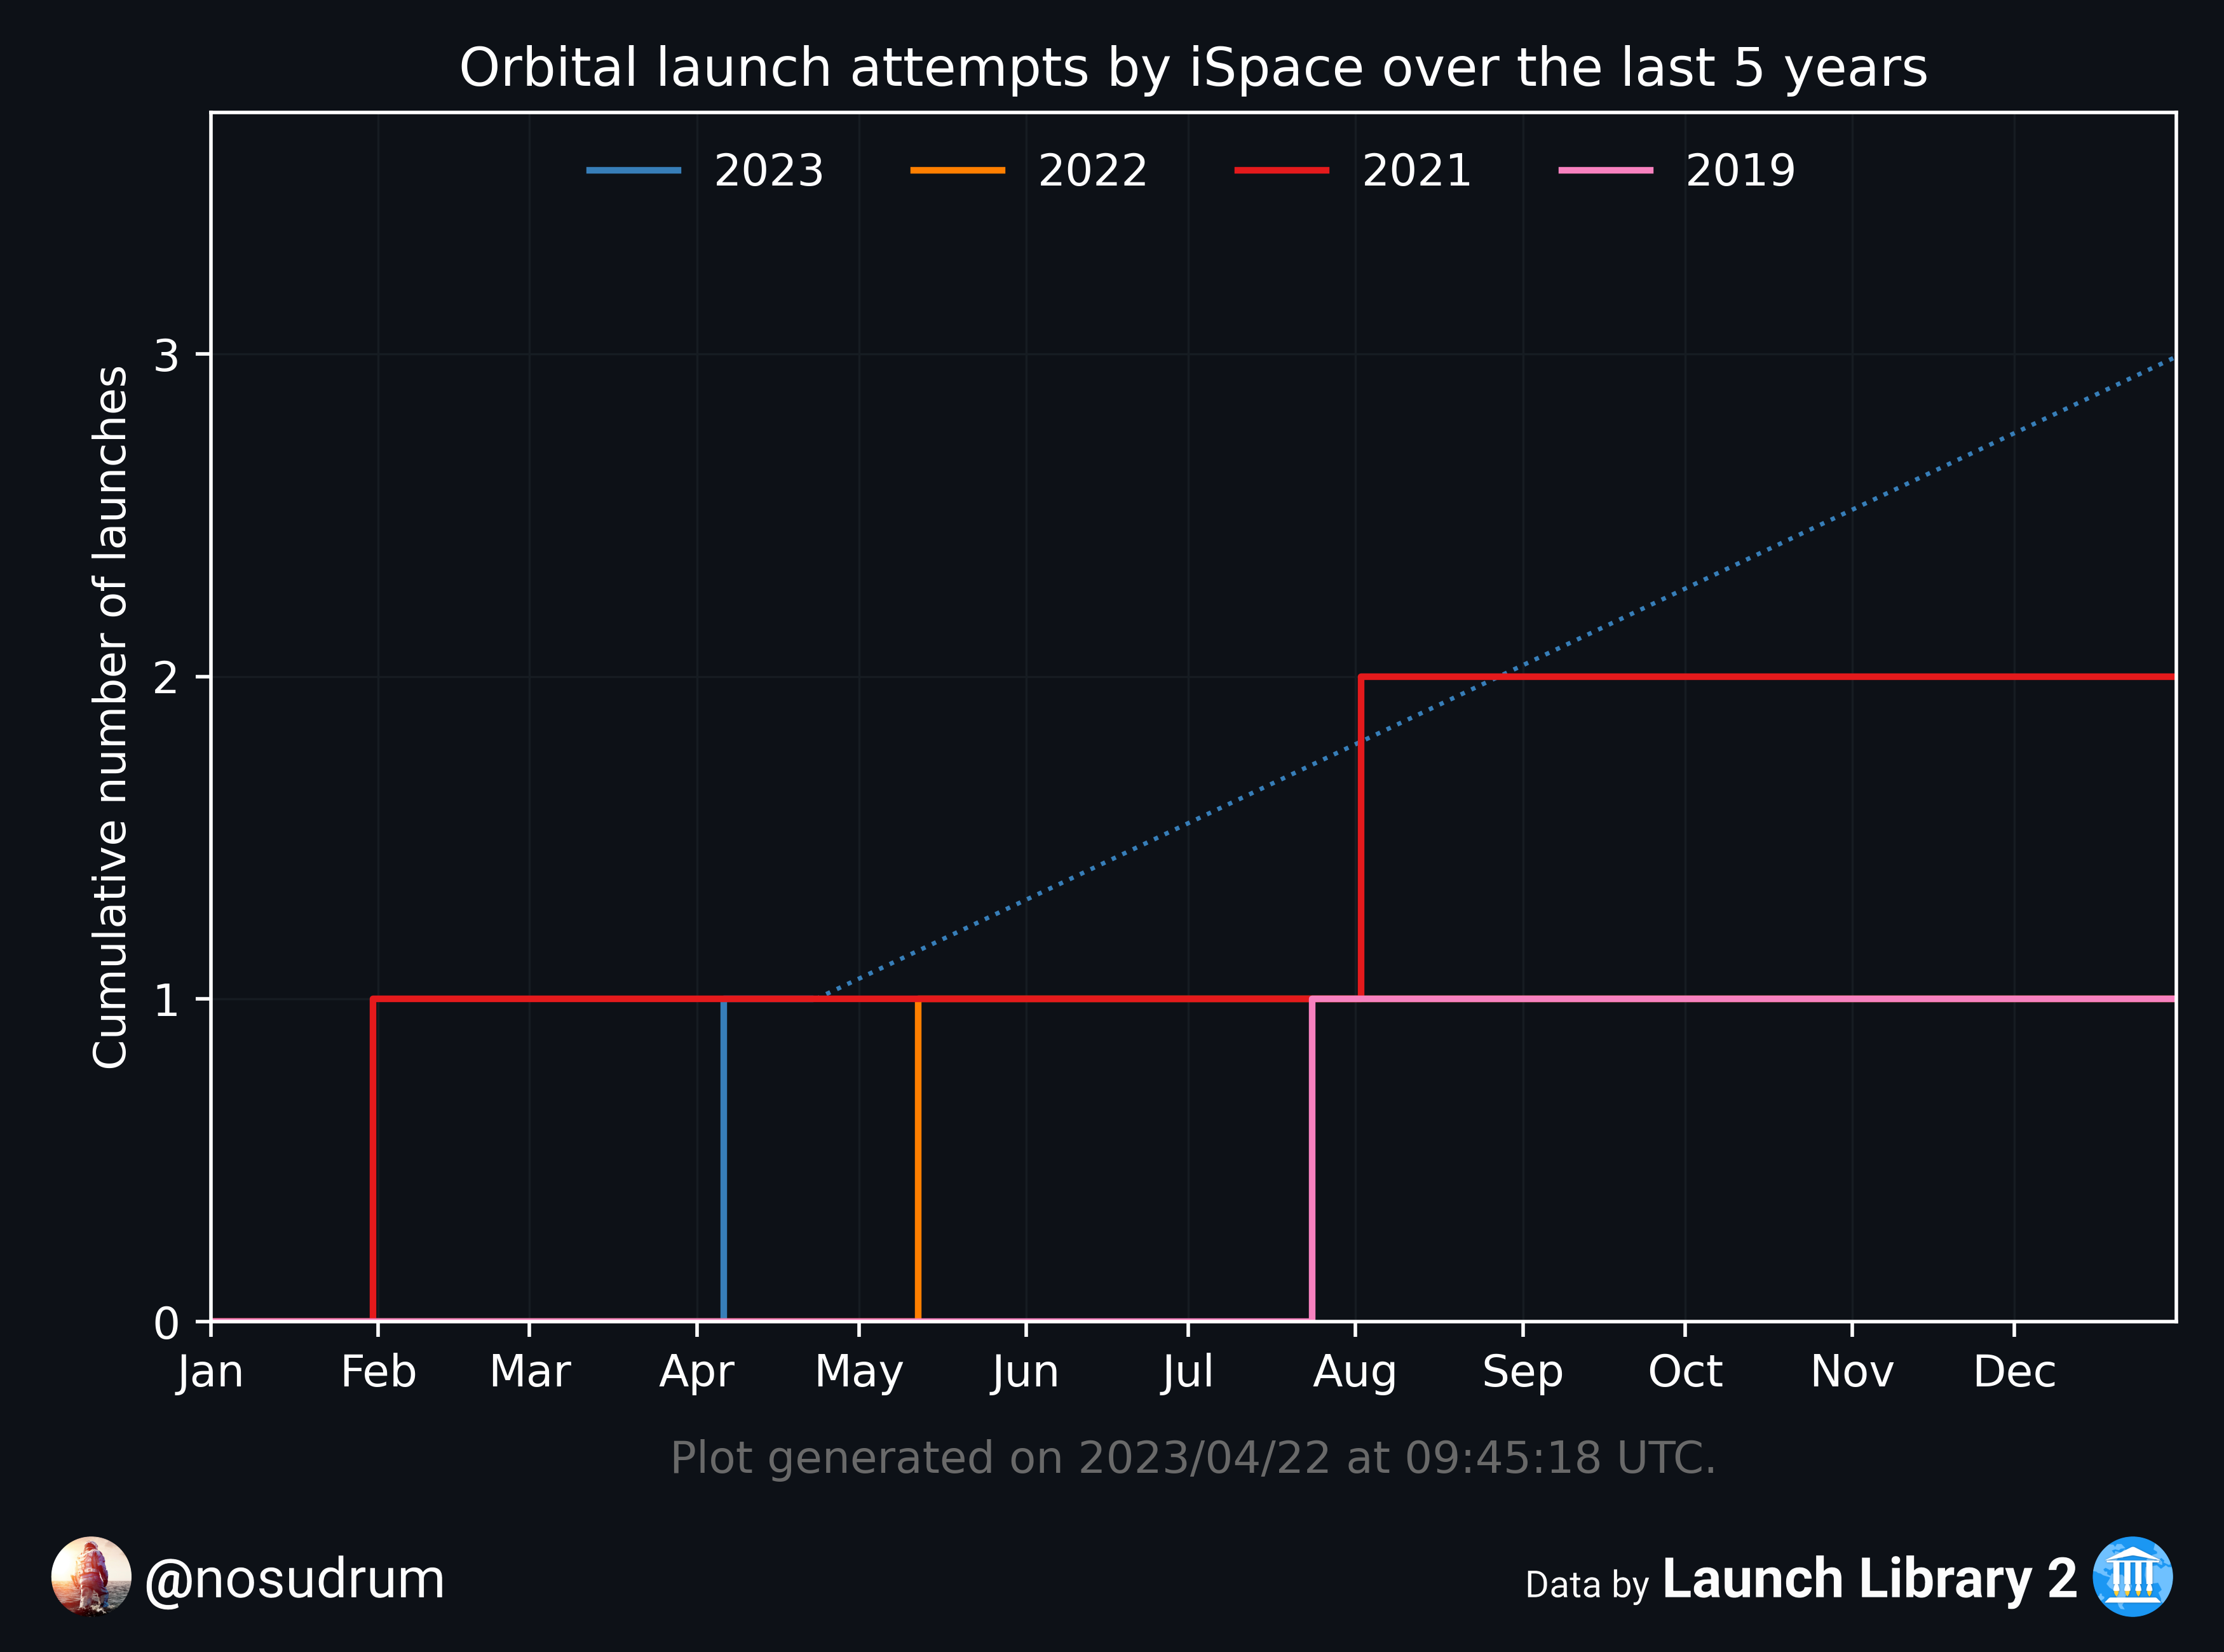 Orbital launch attempts by iSpace over the last 5 years
2023 2022 2021 2019
Cumulative number of launches
3
2
1
0
Jan Feb Mar Apr May Jun Jul Aug Sep Oct Nov Dec
Plot generated on 2023/04/22 at 09:45:18 UTC.
@nosudrum
Data by Launch Library 2